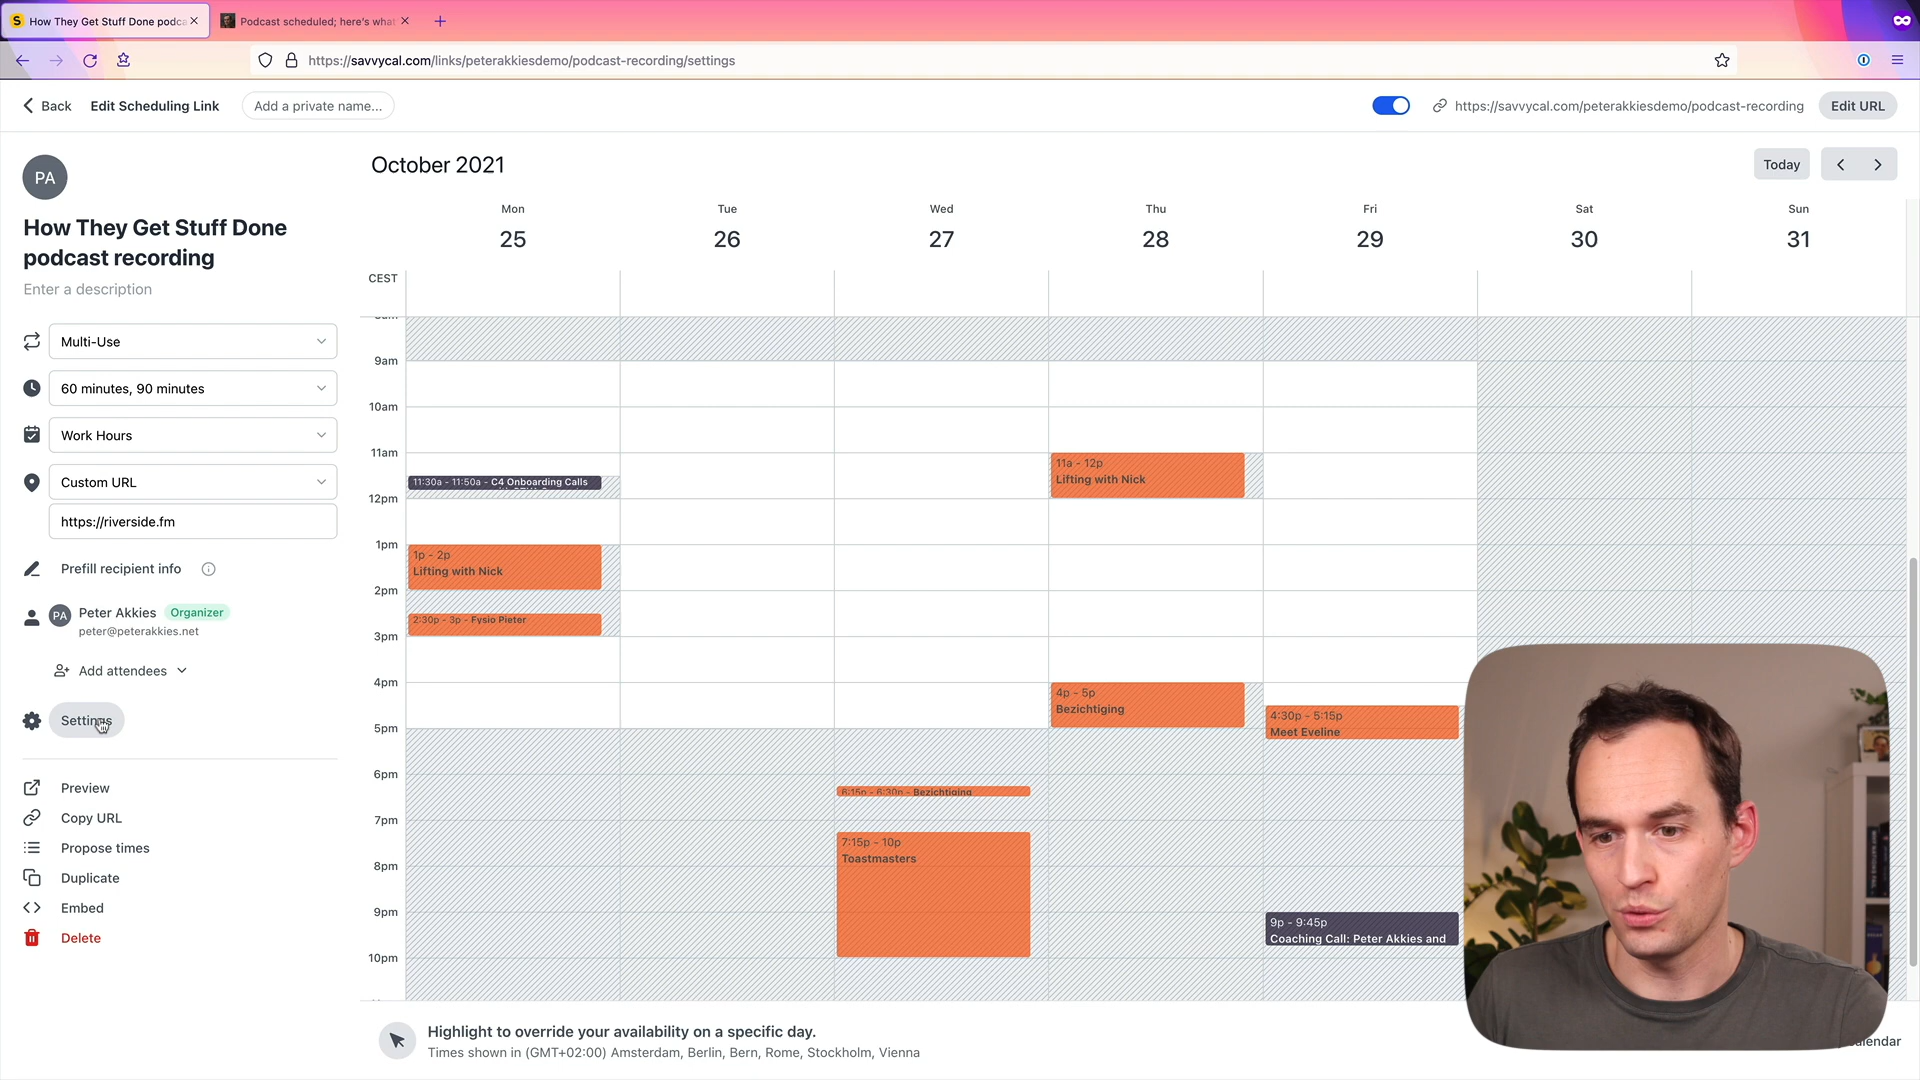 How They Get Stuff Done podca
Podcast scheduled; here's what
https://savvycal.com/links/peterakkiesdemo/podcast-recording/settings
Back
Edit Scheduling Link
Add a private name...
https://savvycal.com/peterakkiesdemo/podcast-recording
Edit URL
PA
How They Get Stuff Done
podcast recording
Enter a description
Multi-Use
60 minutes, 90 minutes
Work Hours
Custom URL
https://riverside.fm
Prefill recipient info
PA
Peter Akkies
Organizer
peter@peterakkies.net
Add attendees
Settings
Preview
Copy URL
Propose times
Duplicate
Embed
Delete
October 2021
Today
Mon
25
Tue
26
Wed
27
Thu
28
Fri
29
Sat
30
Sun
31
CEST
9am
10am
11am
12pm
1pm
2pm
3pm
4pm
5pm
6pm
7pm
8pm
9pm
10pm
11:30a - 11:50a - C4 Onboarding Calls
1p - 2p
Lifting with Nick
2:30p - 3p - Fysio Pieter
6:15p - 6:30p - Bezichtiging
7:15p - 10p
Toastmasters
11a - 12p
Lifting with Nick
4p - 5p
Bezichtiging
4:30p - 5:15p
Meet Eveline
9p - 9:45p
Coaching Call: Peter Akkies and
Highlight to override your availability on a specific day.
Times shown in (GMT+02:00) Amsterdam, Berlin, Bern, Rome, Stockholm, Vienna